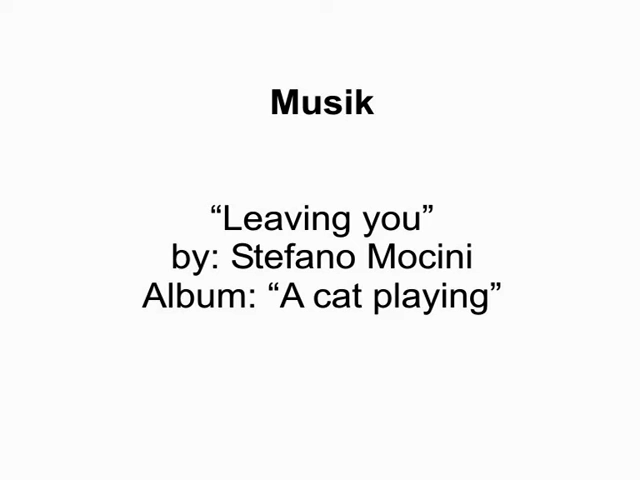 Musik
“Leaving you”
by: Stefano Mocini
Album: “A cat playing”